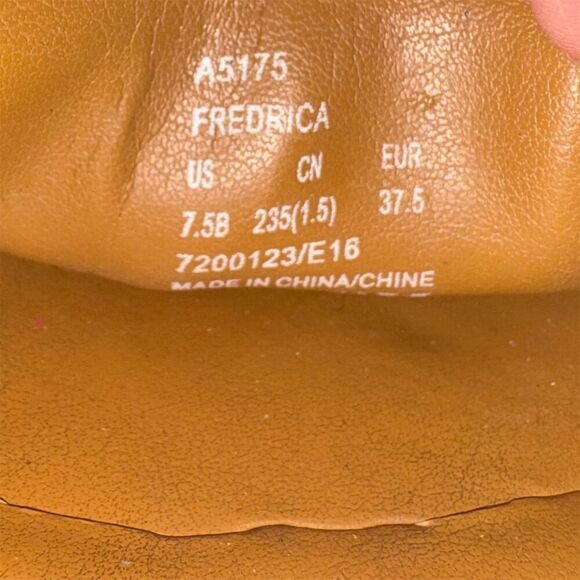 A5175
FREDRICA
US CN EUR
7.5B 235(1.5) 37.5
7200123/E16
MADE IN CHINA/CHINE